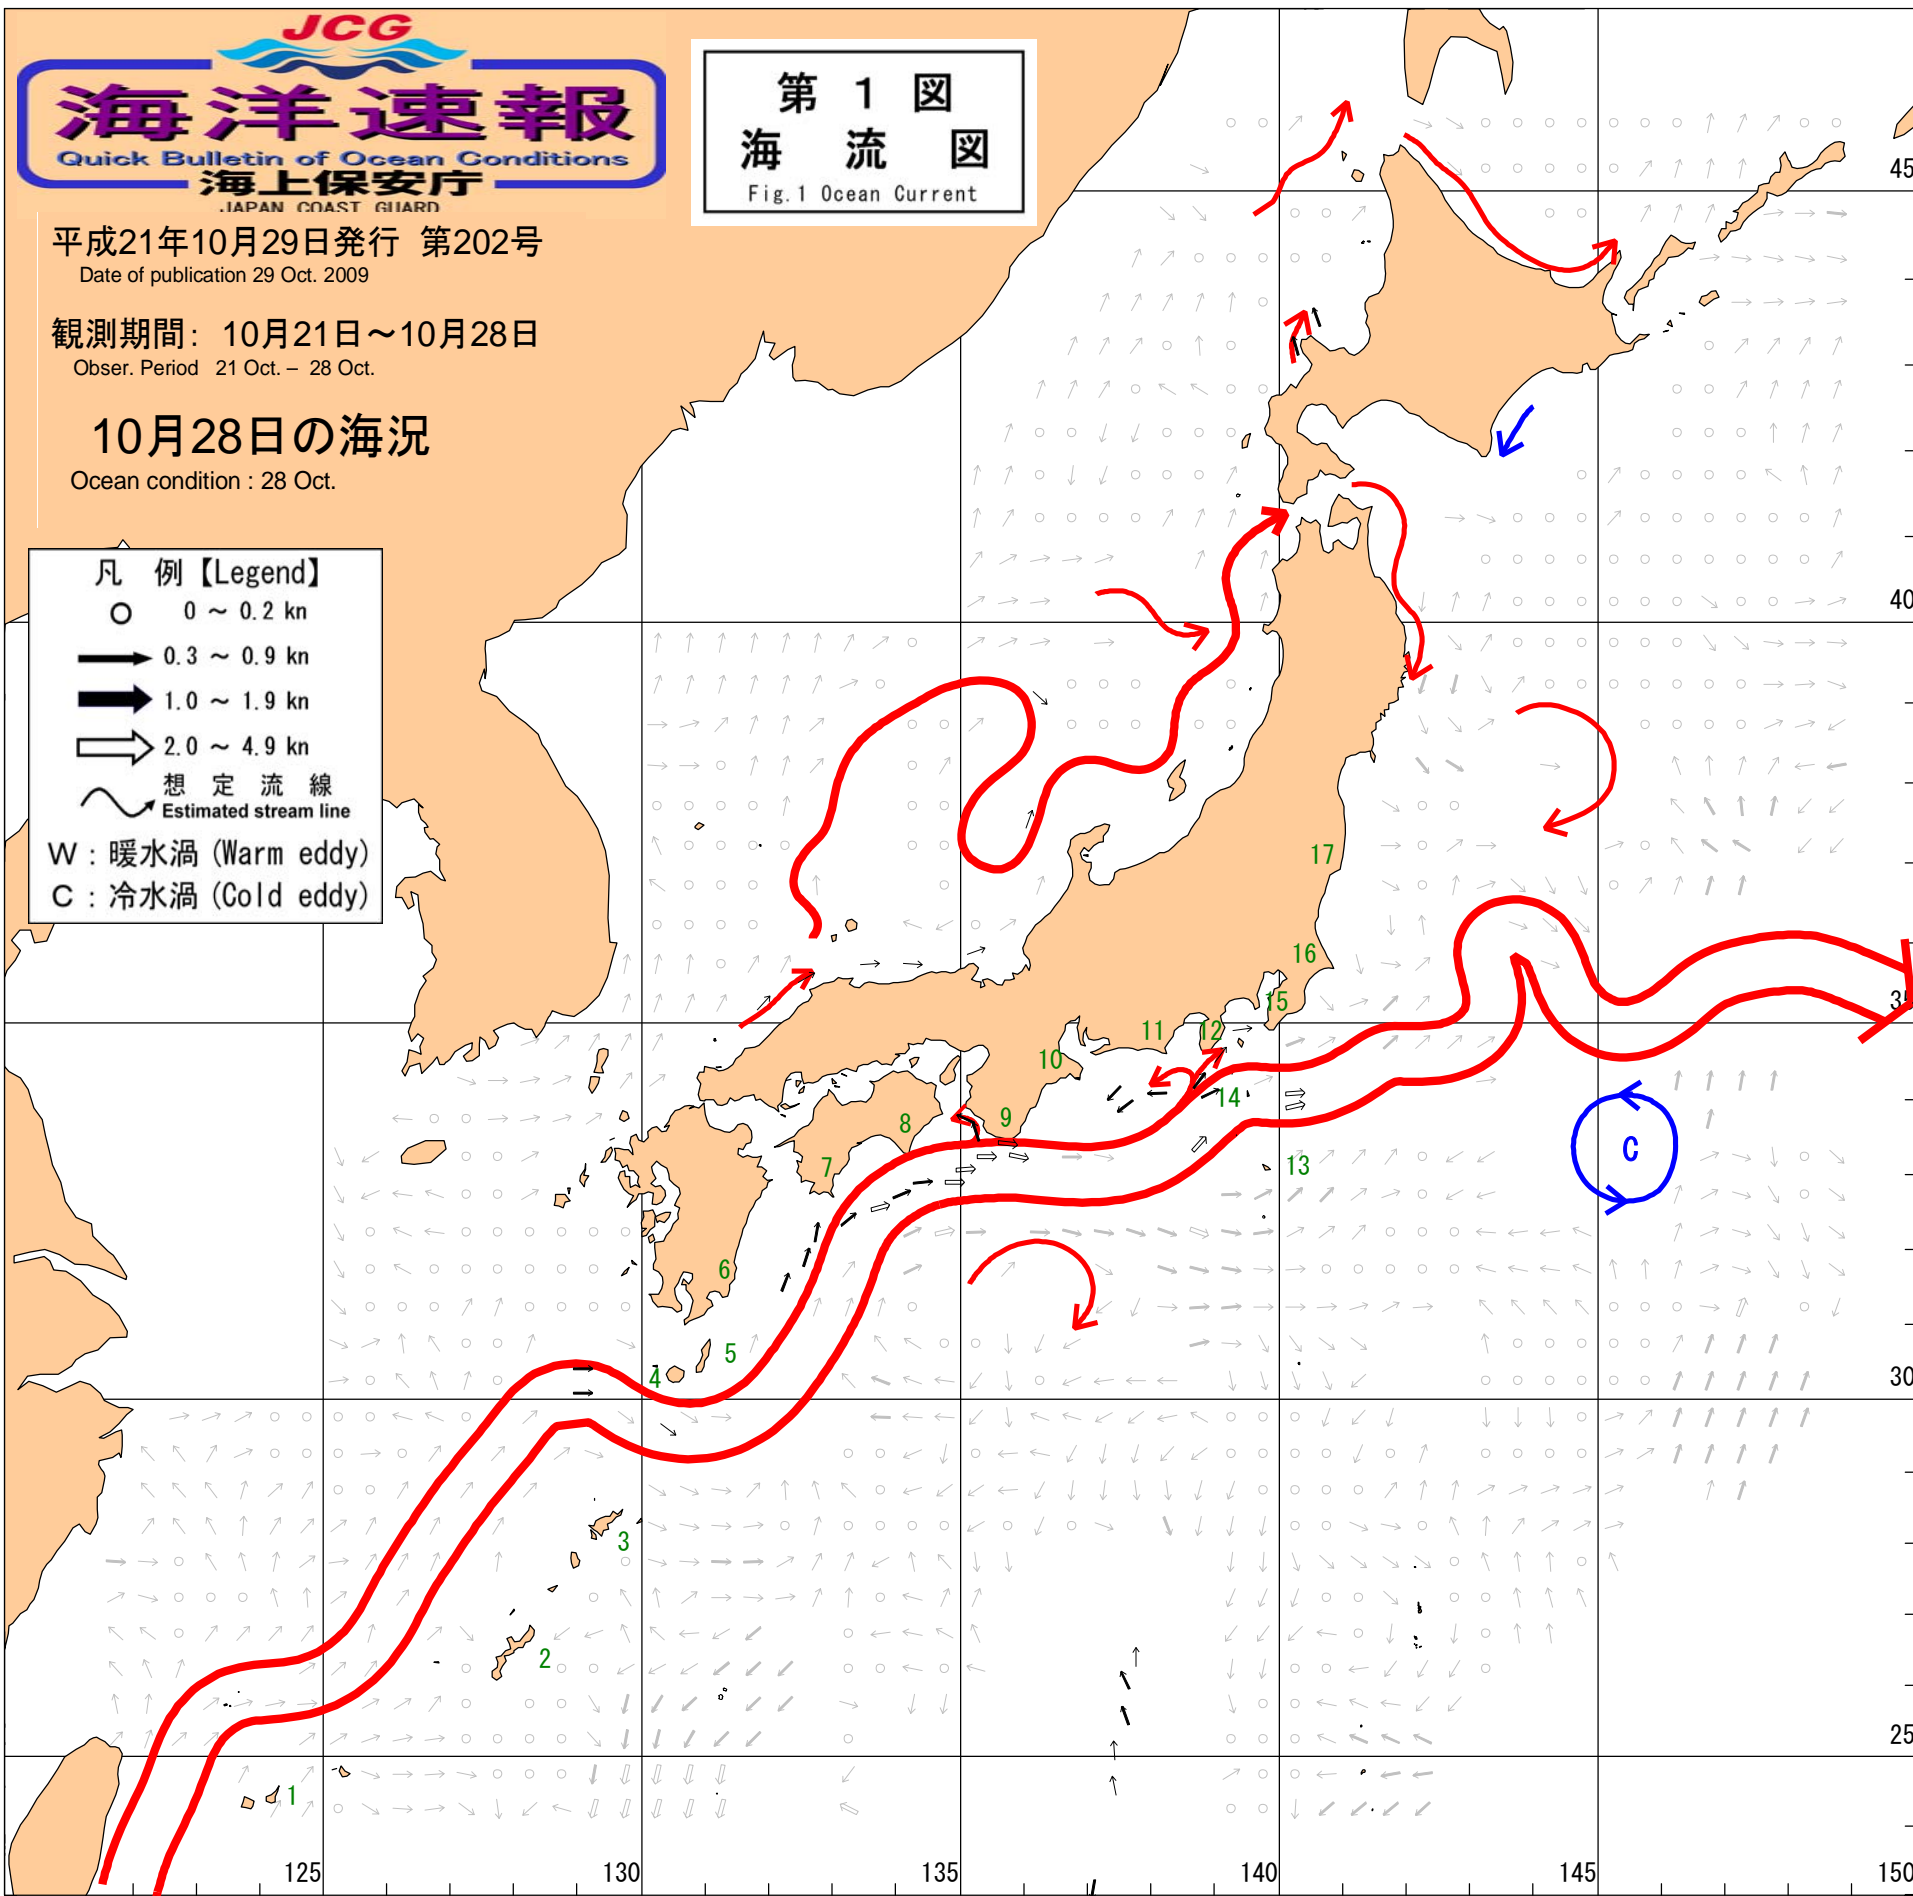 JCG
海洋速報
Quick Bulletin of Ocean Conditions
海上保安庁
JAPAN COAST GUARD
第 1 図
海 流 図
Fig.1 Ocean Current
平成21年10月29日発行 第202号
Date of publication 29 Oct. 2009
観測期間: 10月21日～10月28日
Obser. Period 21 Oct. – 28 Oct.
10月28日の海況
Ocean condition : 28 Oct.
凡 例【Legend】
0 ～ 0.2 kn
0.3 ～ 0.9 kn
1.0 ～ 1.9 kn
2.0 ～ 4.9 kn
想 定 流 線
Estimated stream line
W : 暖水渦 (Warm eddy)
C : 冷水渦 (Cold eddy)
45
40
17
16
35
15
12
11
10
14
9
8
C
13
7
6
5
4
30
3
2
25
1
125
130
135
140
145
150